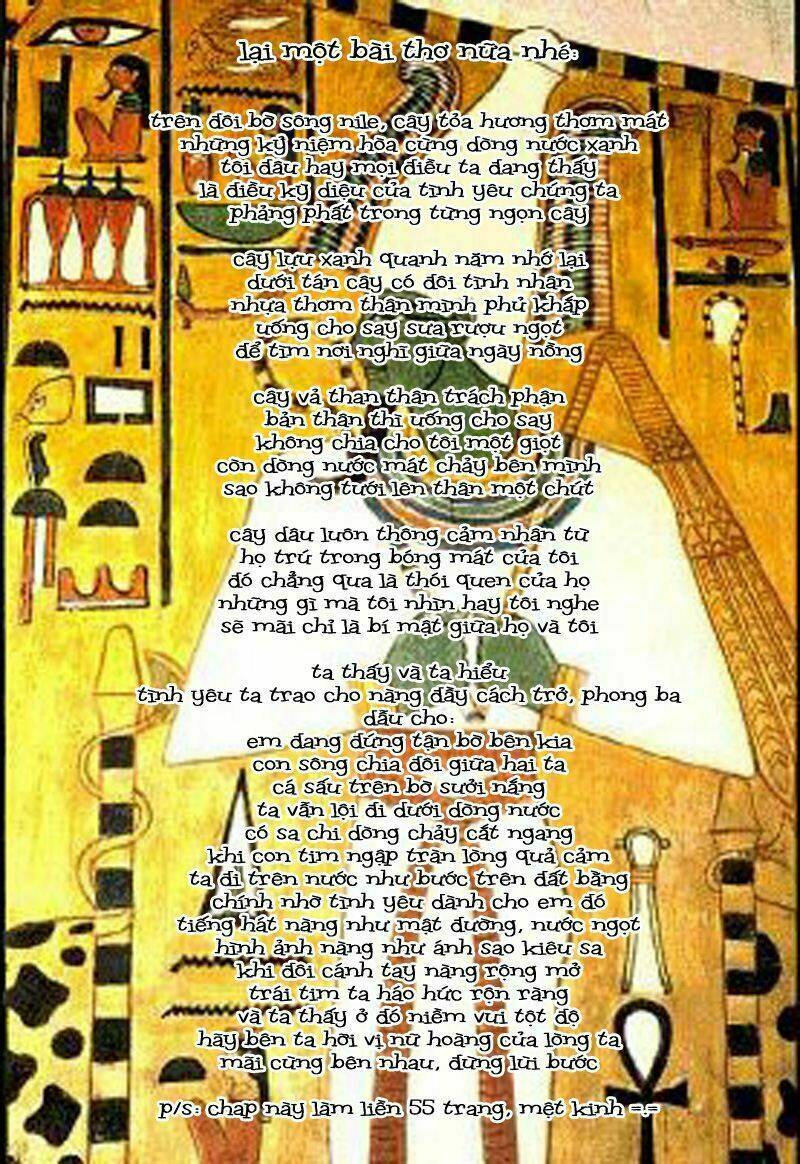 lại một bài thơ nữa nhé:
trên đôi bờ sông nile, cây tỏa hương thơm mát
những kỷ niệm hòa cùng dòng nước xanh
tôi đâu hay mọi điều ta đang thấy
là điều kỳ diệu của tình yêu chúng ta
phảng phất trong từng ngọn cây
cây lựu xanh quanh năm nhớ lại
dưới tán cây có đôi tình nhân
nhựa thơm thân mình phủ khắp
uống cho say sưa rượu ngọt
để tìm nơi nghĩ giữa ngày nồng
cây vả than thân trách phận
bản thân thì uống cho say
không chia cho tôi một giọt
còn dòng nước mát chảy bên mình
sao không tưới lên thân một chút
cây dâu luôn thông cảm nhân từ
họ trú trong bóng mát của tôi
đó chẳng qua là thói quen của họ
những gì mà tôi nhìn hay tôi nghe
sẽ mãi chỉ là bí mật giữa họ và tôi
ta thấy và ta hiểu
tình yêu ta trao cho nàng đầy cách trở, phong ba
dẫu cho:
em đang đứng tận bờ bên kia
con sông chia đôi giữa hai ta
cá sấu trên bờ sưởi nắng
ta vẫn lội đi dưới dòng nước
có sa chi dòng chảy cắt ngang
khi con tim ngập tràn lòng quả cảm
ta đi trên nước như bước trên đất bằng
chính nhờ tình yêu dành cho em đó
tiếng hát nàng như mật đường, nước ngọt
hình ảnh nàng như ánh sao kiêu sa
khi đôi cánh tay nàng rộng mở
trái tim ta háo hức rộn ràng
và ta thấy ở đó niềm vui tột độ
hãy bên ta hỡi vị nữ hoàng của lòng ta
mãi cùng bên nhau, đừng lùi bước
p/s: chap này làm liền 55 trang, mệt kinh =.=